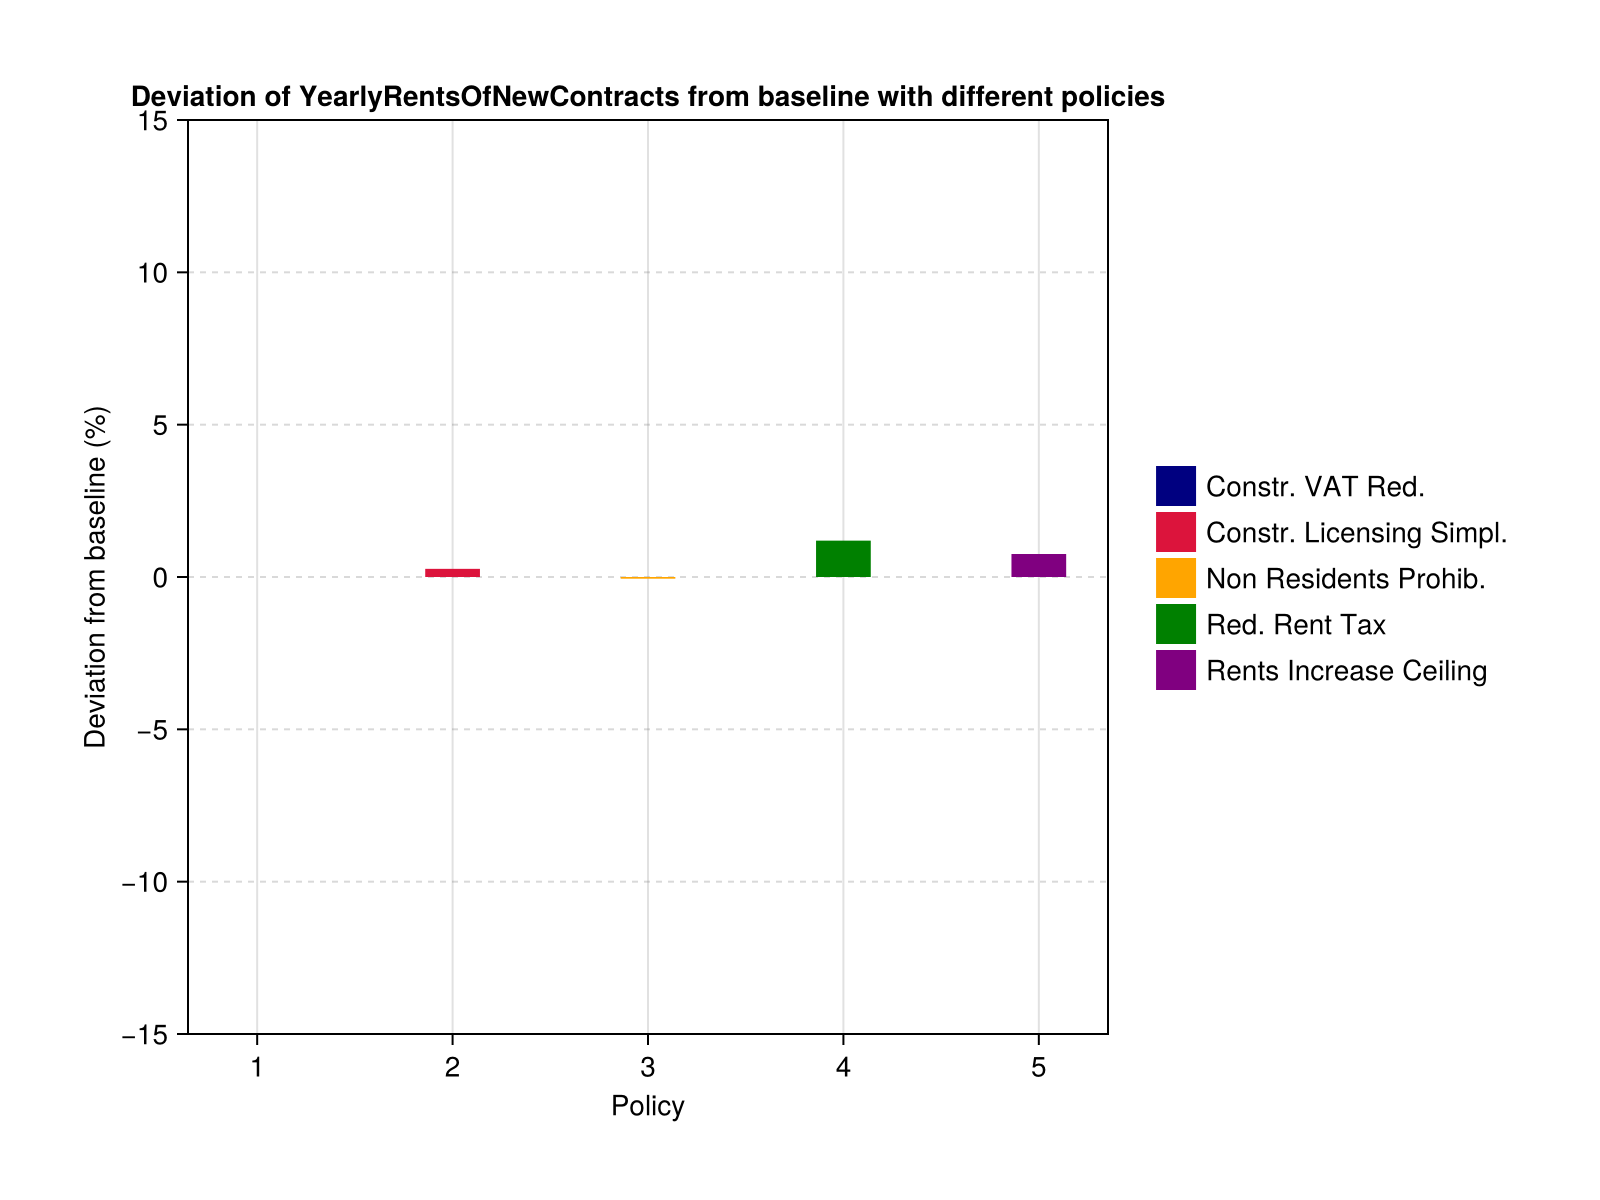 Deviation of YearlyRentsOfNewContracts from baseline with different policies
15
10
5
0
−5
−10
−15
Deviation from baseline (%)
1 2 3 4 5
Policy
Constr. VAT Red.
Constr. Licensing Simpl.
Non Residents Prohib.
Red. Rent Tax
Rents Increase Ceiling